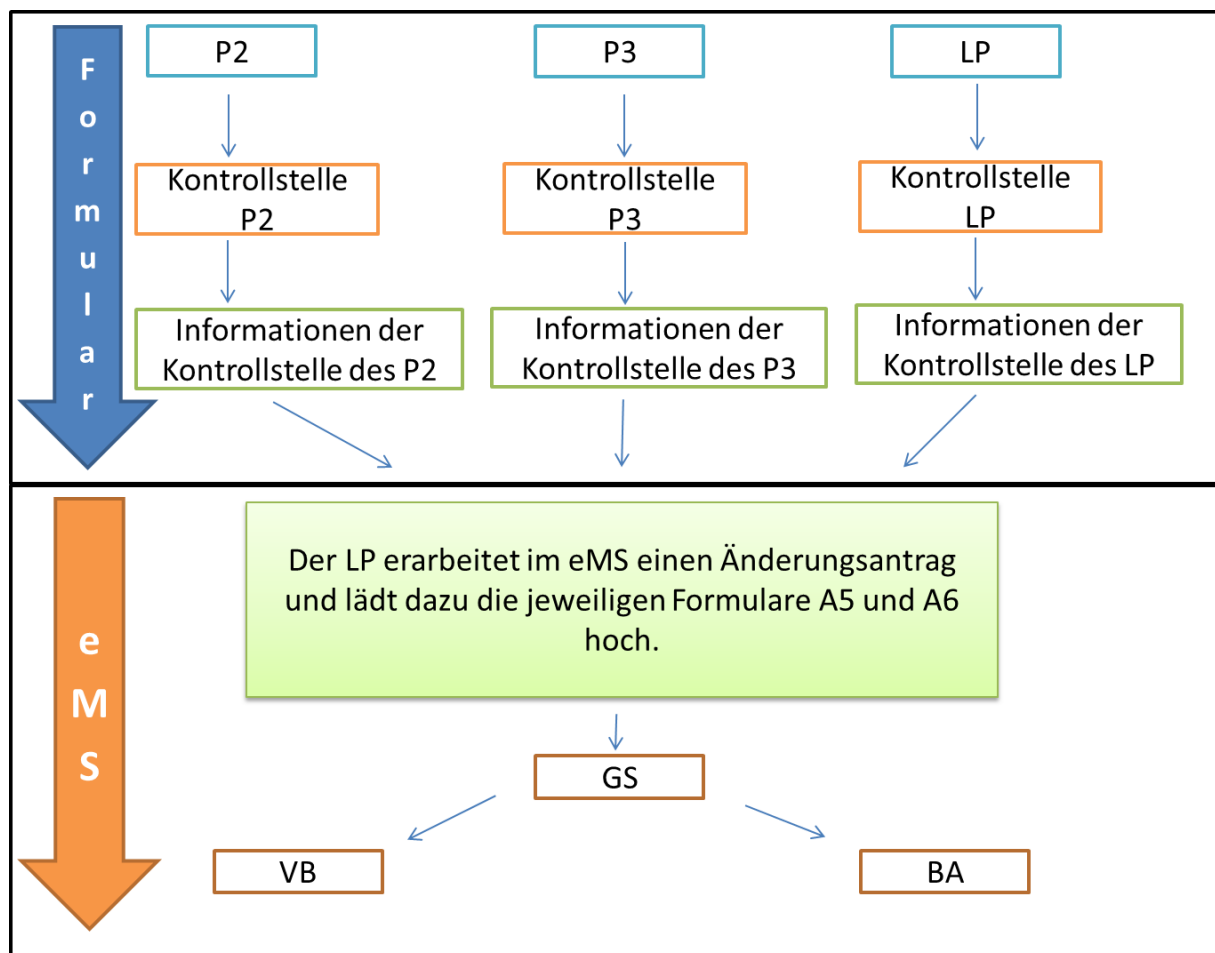 Formular
P2
P3
LP
Kontrollstelle
P2
Kontrollstelle
P3
Kontrollstelle
LP
Informationen der
Kontrollstelle des P2
Informationen der
Kontrollstelle des P3
Informationen der
Kontrollstelle des LP
eMS
Der LP erarbeitet im eMS einen Änderungsantrag
und lädt dazu die jeweiligen Formulare A5 und A6
hoch.
GS
VB
BA